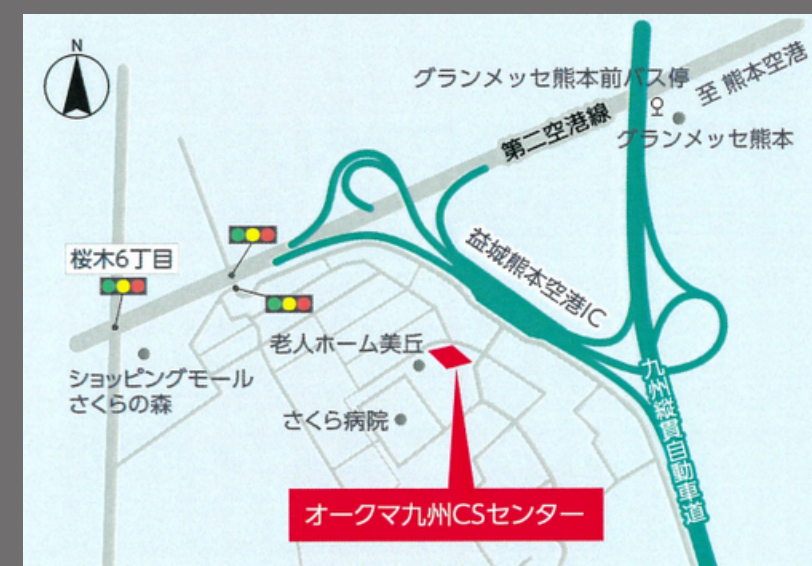 N
グランメッセ熊本前バス停
至 熊本空港
グランメッセ熊本
第二空港線
益城熊本空港IC
桜木6丁目
老人ホーム美丘
ショッピングモール
さくらの森
さくら病院
九州縦貫自動車道
オークマ九州CSセンター